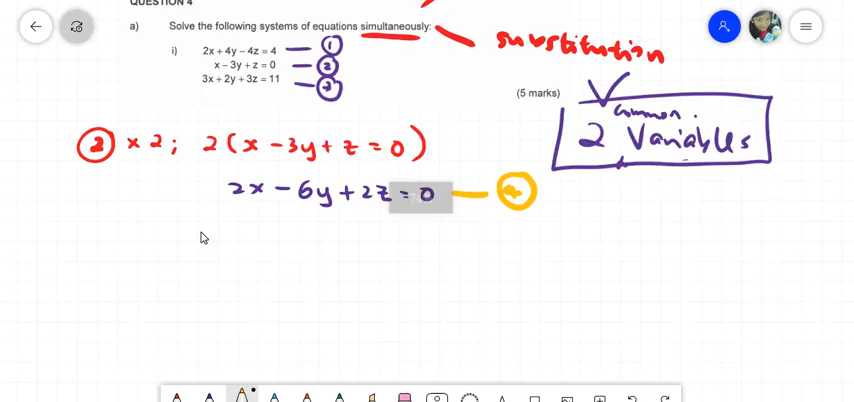 QUESTION 4
a) Solve the following systems of equations simultaneously:
substitution
i) 2x + 4y – 4z = 4 — ①
x – 3y + z = 0 — ②
3x + 2y + 3z = 11 — ③
(5 marks)
common
2 Variables
② × 2 ; 2 ( x – 3y + z = 0 )
2x – 6y + 2z = 0 — ④